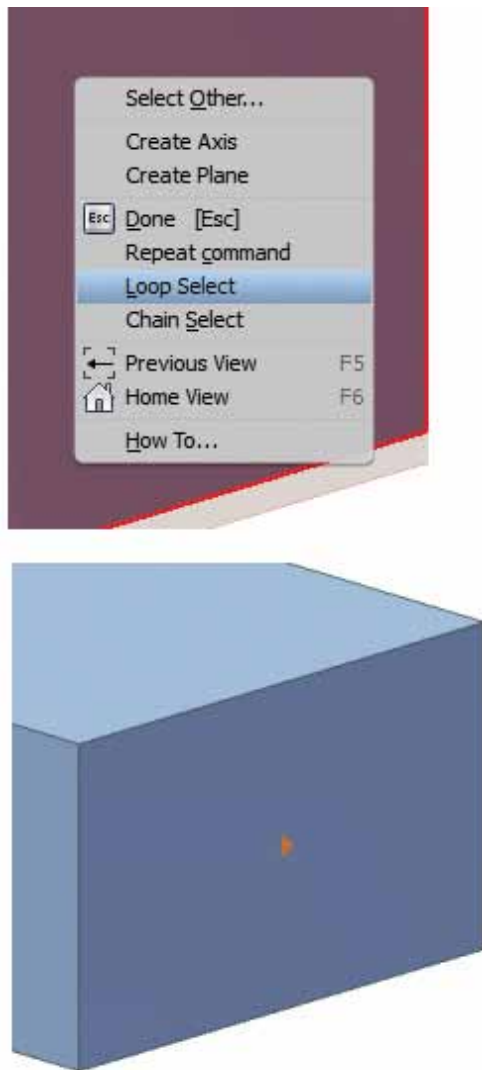 Select Other...
Create Axis
Create Plane
Esc Done [Esc]
Repeat command
Loop Select
Chain Select
Previous View F5
Home View F6
How To...